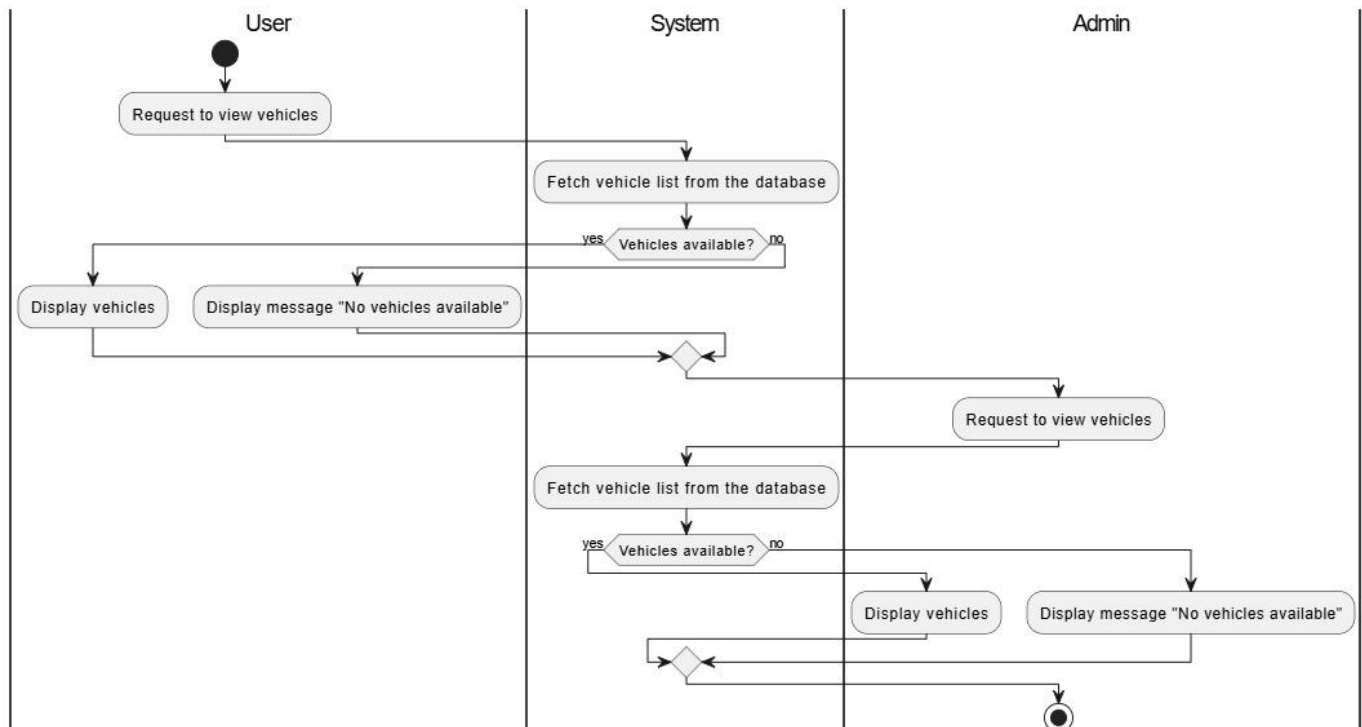 User
System
Admin
Request to view vehicles
Fetch vehicle list from the database
yes
Vehicles available?
no
Display vehicles
Display message "No vehicles available"
Request to view vehicles
Fetch vehicle list from the database
yes
Vehicles available?
no
Display vehicles
Display message "No vehicles available"